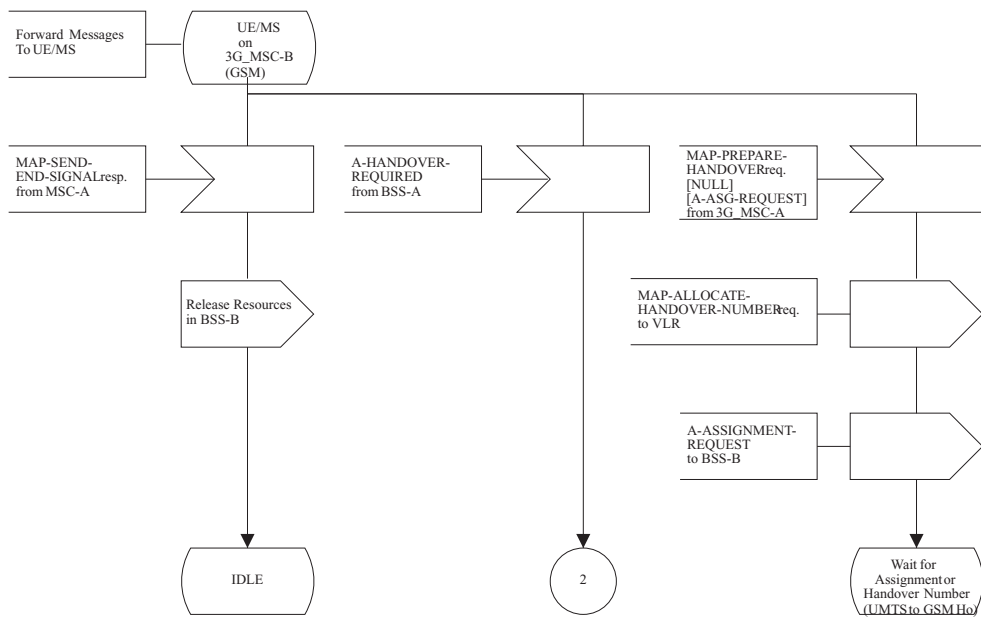 Forward Messages
To UE/MS
UE/MS
on
3G_MSC-B
(GSM)
MAP-SEND-
END-SIGNALresp.
from MSC-A
A-HANDOVER-
REQUIRED
from BSS-A
MAP-PREPARE-
HANDOVERreq.
[NULL]
[A-ASG-REQUEST]
from 3G_MSC-A
Release Resources
in BSS-B
MAP-ALLOCATE-
HANDOVER-NUMBERreq.
to VLR
A-ASSIGNMENT-
REQUEST
to BSS-B
IDLE
2
Wait for
Assignment or
Handover Number
(UMTS to GSM Ho)